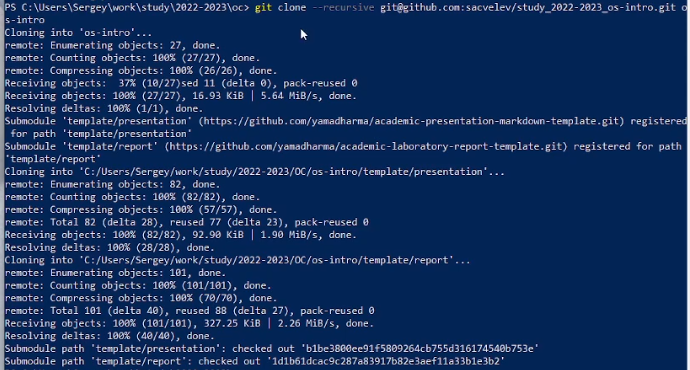 PS C:\Users\Sergey\work\study\2022-2023\oc> git clone --recursive git@github.com:sacvelev/study_2022-2023_os-intro.git o
s-intro
Cloning into 'os-intro'...
remote: Enumerating objects: 27, done.
remote: Counting objects: 100% (27/27), done.
remote: Compressing objects: 100% (26/26), done.
Receiving objects:  37% (10/27)sed 11 (delta 0), pack-reused 0
Receiving objects: 100% (27/27), 16.93 KiB | 5.64 MiB/s, done.
Resolving deltas: 100% (1/1), done.
Submodule 'template/presentation' (https://github.com/yamadharma/academic-presentation-markdown-template.git) registered
 for path 'template/presentation'
Submodule 'template/report' (https://github.com/yamadharma/academic-laboratory-report-template.git) registered for path
'template/report'
Cloning into 'C:/Users/Sergey/work/study/2022-2023/OC/os-intro/template/presentation'...
remote: Enumerating objects: 82, done.
remote: Counting objects: 100% (82/82), done.
remote: Compressing objects: 100% (57/57), done.
remote: Total 82 (delta 28), reused 77 (delta 23), pack-reused 0
Receiving objects: 100% (82/82), 92.90 KiB | 1.90 MiB/s, done.
Resolving deltas: 100% (28/28), done.
Cloning into 'C:/Users/Sergey/work/study/2022-2023/OC/os-intro/template/report'...
remote: Enumerating objects: 101, done.
remote: Counting objects: 100% (101/101), done.
remote: Compressing objects: 100% (70/70), done.
remote: Total 101 (delta 40), reused 88 (delta 27), pack-reused 0
Receiving objects: 100% (101/101), 327.25 KiB | 2.26 MiB/s, done.
Resolving deltas: 100% (40/40), done.
Submodule path 'template/presentation': checked out 'b1be3800ee91f5809264cb755d316174540b753e'
Submodule path 'template/report': checked out '1d1b61dcac9c287a83917b82e3aef11a33b1e3b2'